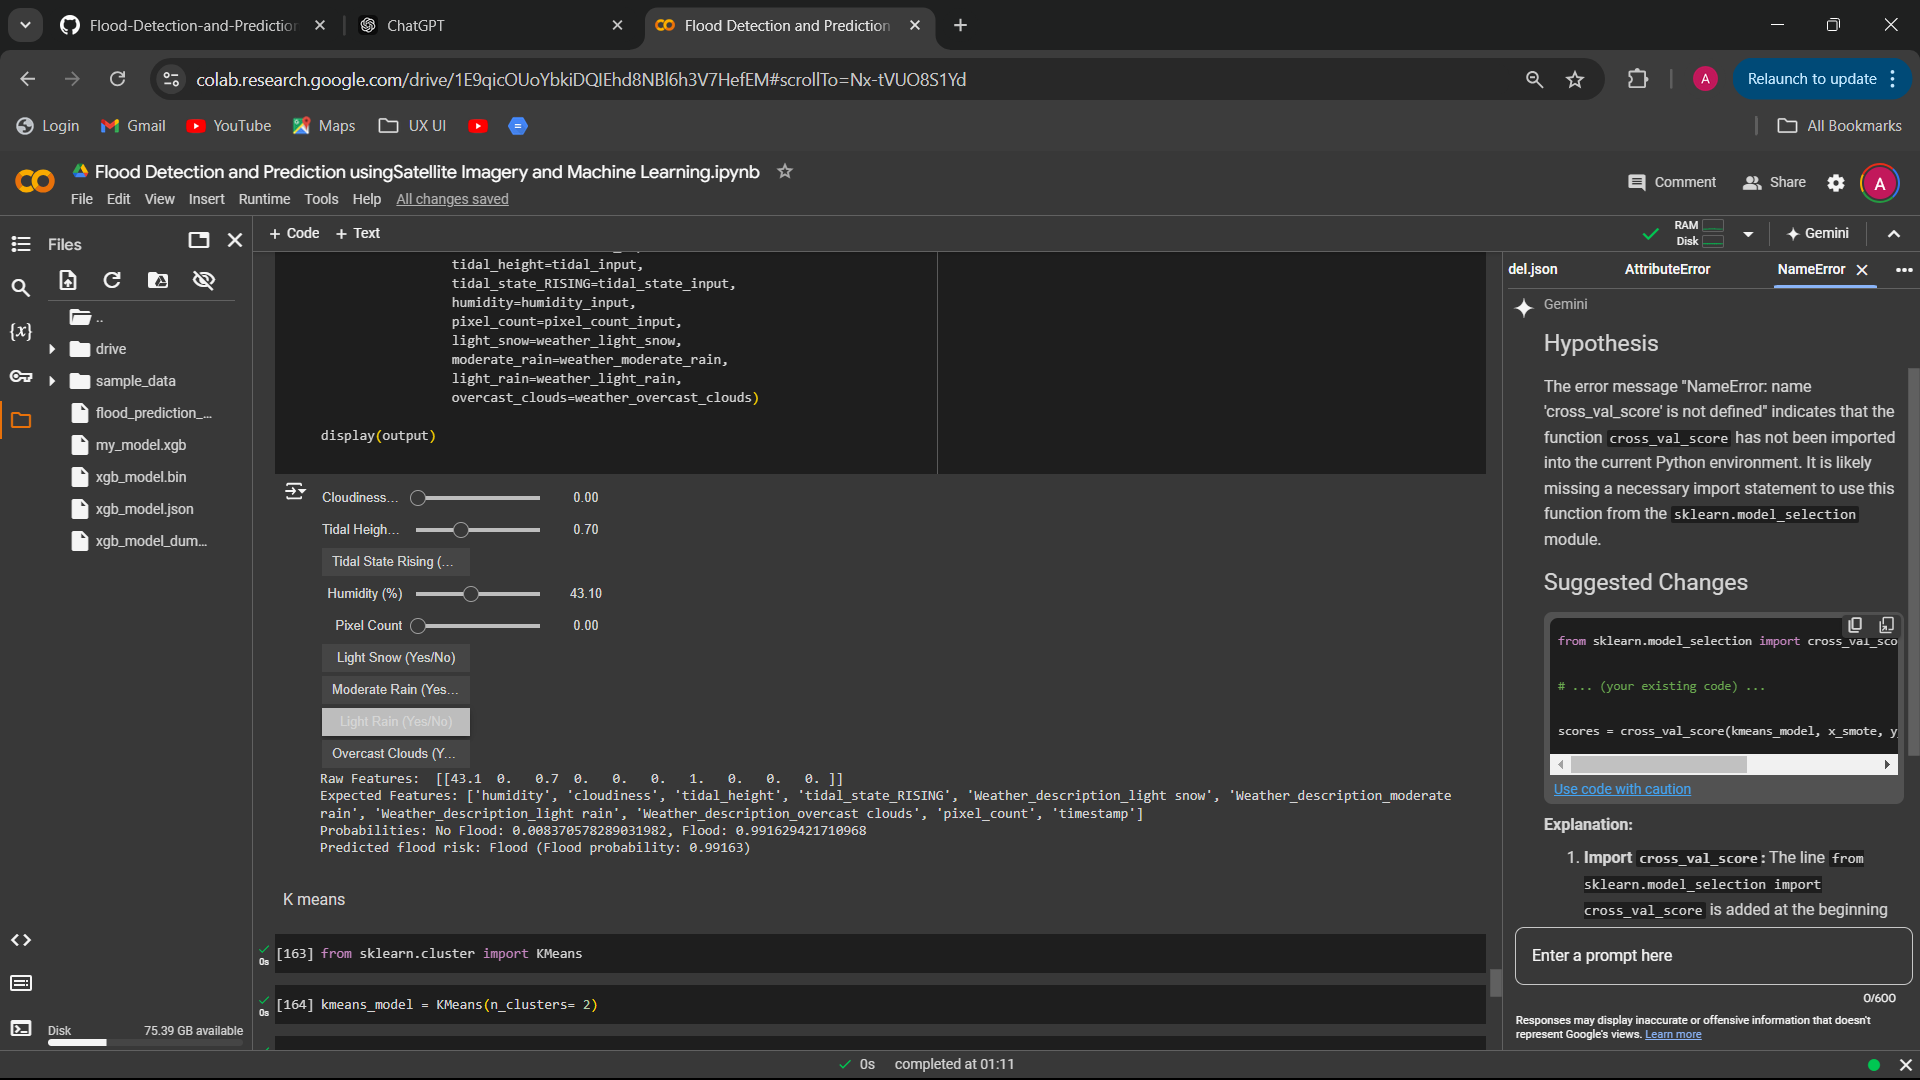 Flood-Detection-and-Prediction
ChatGPT
Flood Detection and Prediction
colab.research.google.com/drive/1E9qicOUoYbkiDQIEhd8NBl6h3V7HefEM#scrollTo=Nx-tVUO8S1Yd
A
Relaunch to update
Login
Gmail
YouTube
Maps
UX UI
All Bookmarks
Flood Detection and Prediction usingSatellite Imagery and Machine Learning.ipynb
File Edit View Insert Runtime Tools Help All changes saved
Comment
Share
A
Files
+ Code + Text
RAM
Disk
Gemini
..
drive
sample_data
flood_prediction_...
my_model.xgb
xgb_model.bin
xgb_model.json
xgb_model_dum...
Disk 75.39 GB available
tidal_height=tidal_input,
tidal_state_RISING=tidal_state_input,
humidity=humidity_input,
pixel_count=pixel_count_input,
light_snow=weather_light_snow,
moderate_rain=weather_moderate_rain,
light_rain=weather_light_rain,
overcast_clouds=weather_overcast_clouds)
display(output)
Cloudiness... 0.00
Tidal Heigh... 0.70
Tidal State Rising (...
Humidity (%) 43.10
Pixel Count 0.00
Light Snow (Yes/No)
Moderate Rain (Yes...
Light Rain (Yes/No)
Overcast Clouds (Y...
Raw Features: [[43.1 0. 0.7 0. 0. 0. 1. 0. 0. 0. ]]
Expected Features: ['humidity', 'cloudiness', 'tidal_height', 'tidal_state_RISING', 'Weather_description_light snow', 'Weather_description_moderate
rain', 'Weather_description_light rain', 'Weather_description_overcast clouds', 'pixel_count', 'timestamp']
Probabilities: No Flood: 0.008370578289031982, Flood: 0.991629421710968
Predicted flood risk: Flood (Flood probability: 0.99163)
K means
0s
[163] from sklearn.cluster import KMeans
0s
[164] kmeans_model = KMeans(n_clusters= 2)
del.json
AttributeError
NameError
Gemini
Hypothesis
The error message "NameError: name
'cross_val_score' is not defined" indicates that the
function cross_val_score has not been imported
into the current Python environment. It is likely
missing a necessary import statement to use this
function from the sklearn.model_selection
module.
Suggested Changes
from sklearn.model_selection import cross_val_sco
# ... (your existing code) ...
scores = cross_val_score(kmeans_model, x_smote, y_
Use code with caution
Explanation:
1. Import cross_val_score: The line from
sklearn.model_selection import
cross_val_score is added at the beginning
Enter a prompt here
0/600
Responses may display inaccurate or offensive information that doesn't
represent Google's views. Learn more
0s completed at 01:11